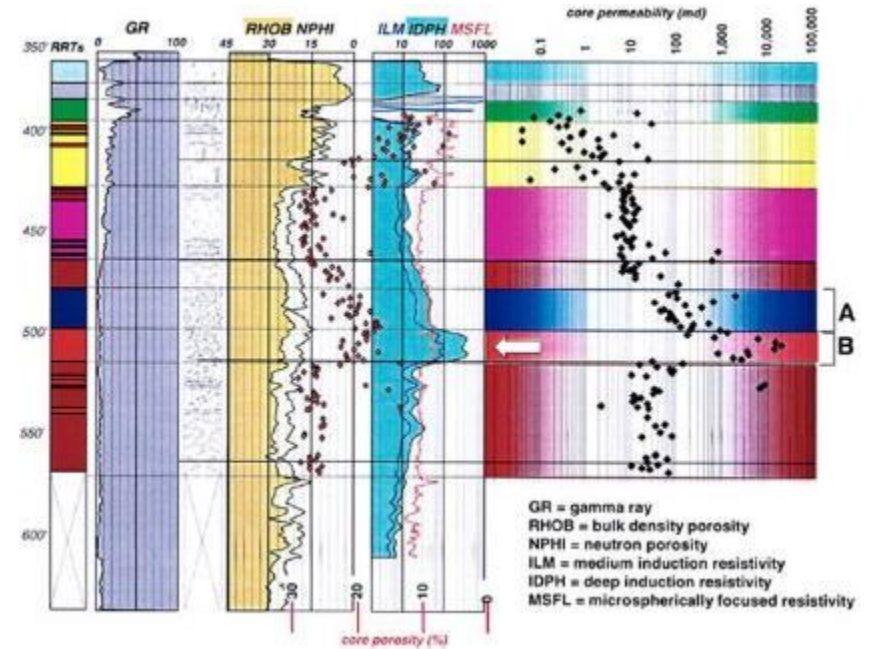 core permeability (md)
350' RRTs
GR
RHOB NPHI
ILM IDPH MSFL
0 100
45 30 15 0
10 100 1000
0.1 1 10 100 1,000 10,000 100,000
400'
450'
500'
A
B
550'
600'
GR = gamma ray
RHOB = bulk density porosity
NPHI = neutron porosity
ILM = medium induction resistivity
IDPH = deep induction resistivity
MSFL = microspherically focused resistivity
30 20 10 0
core porosity (%)